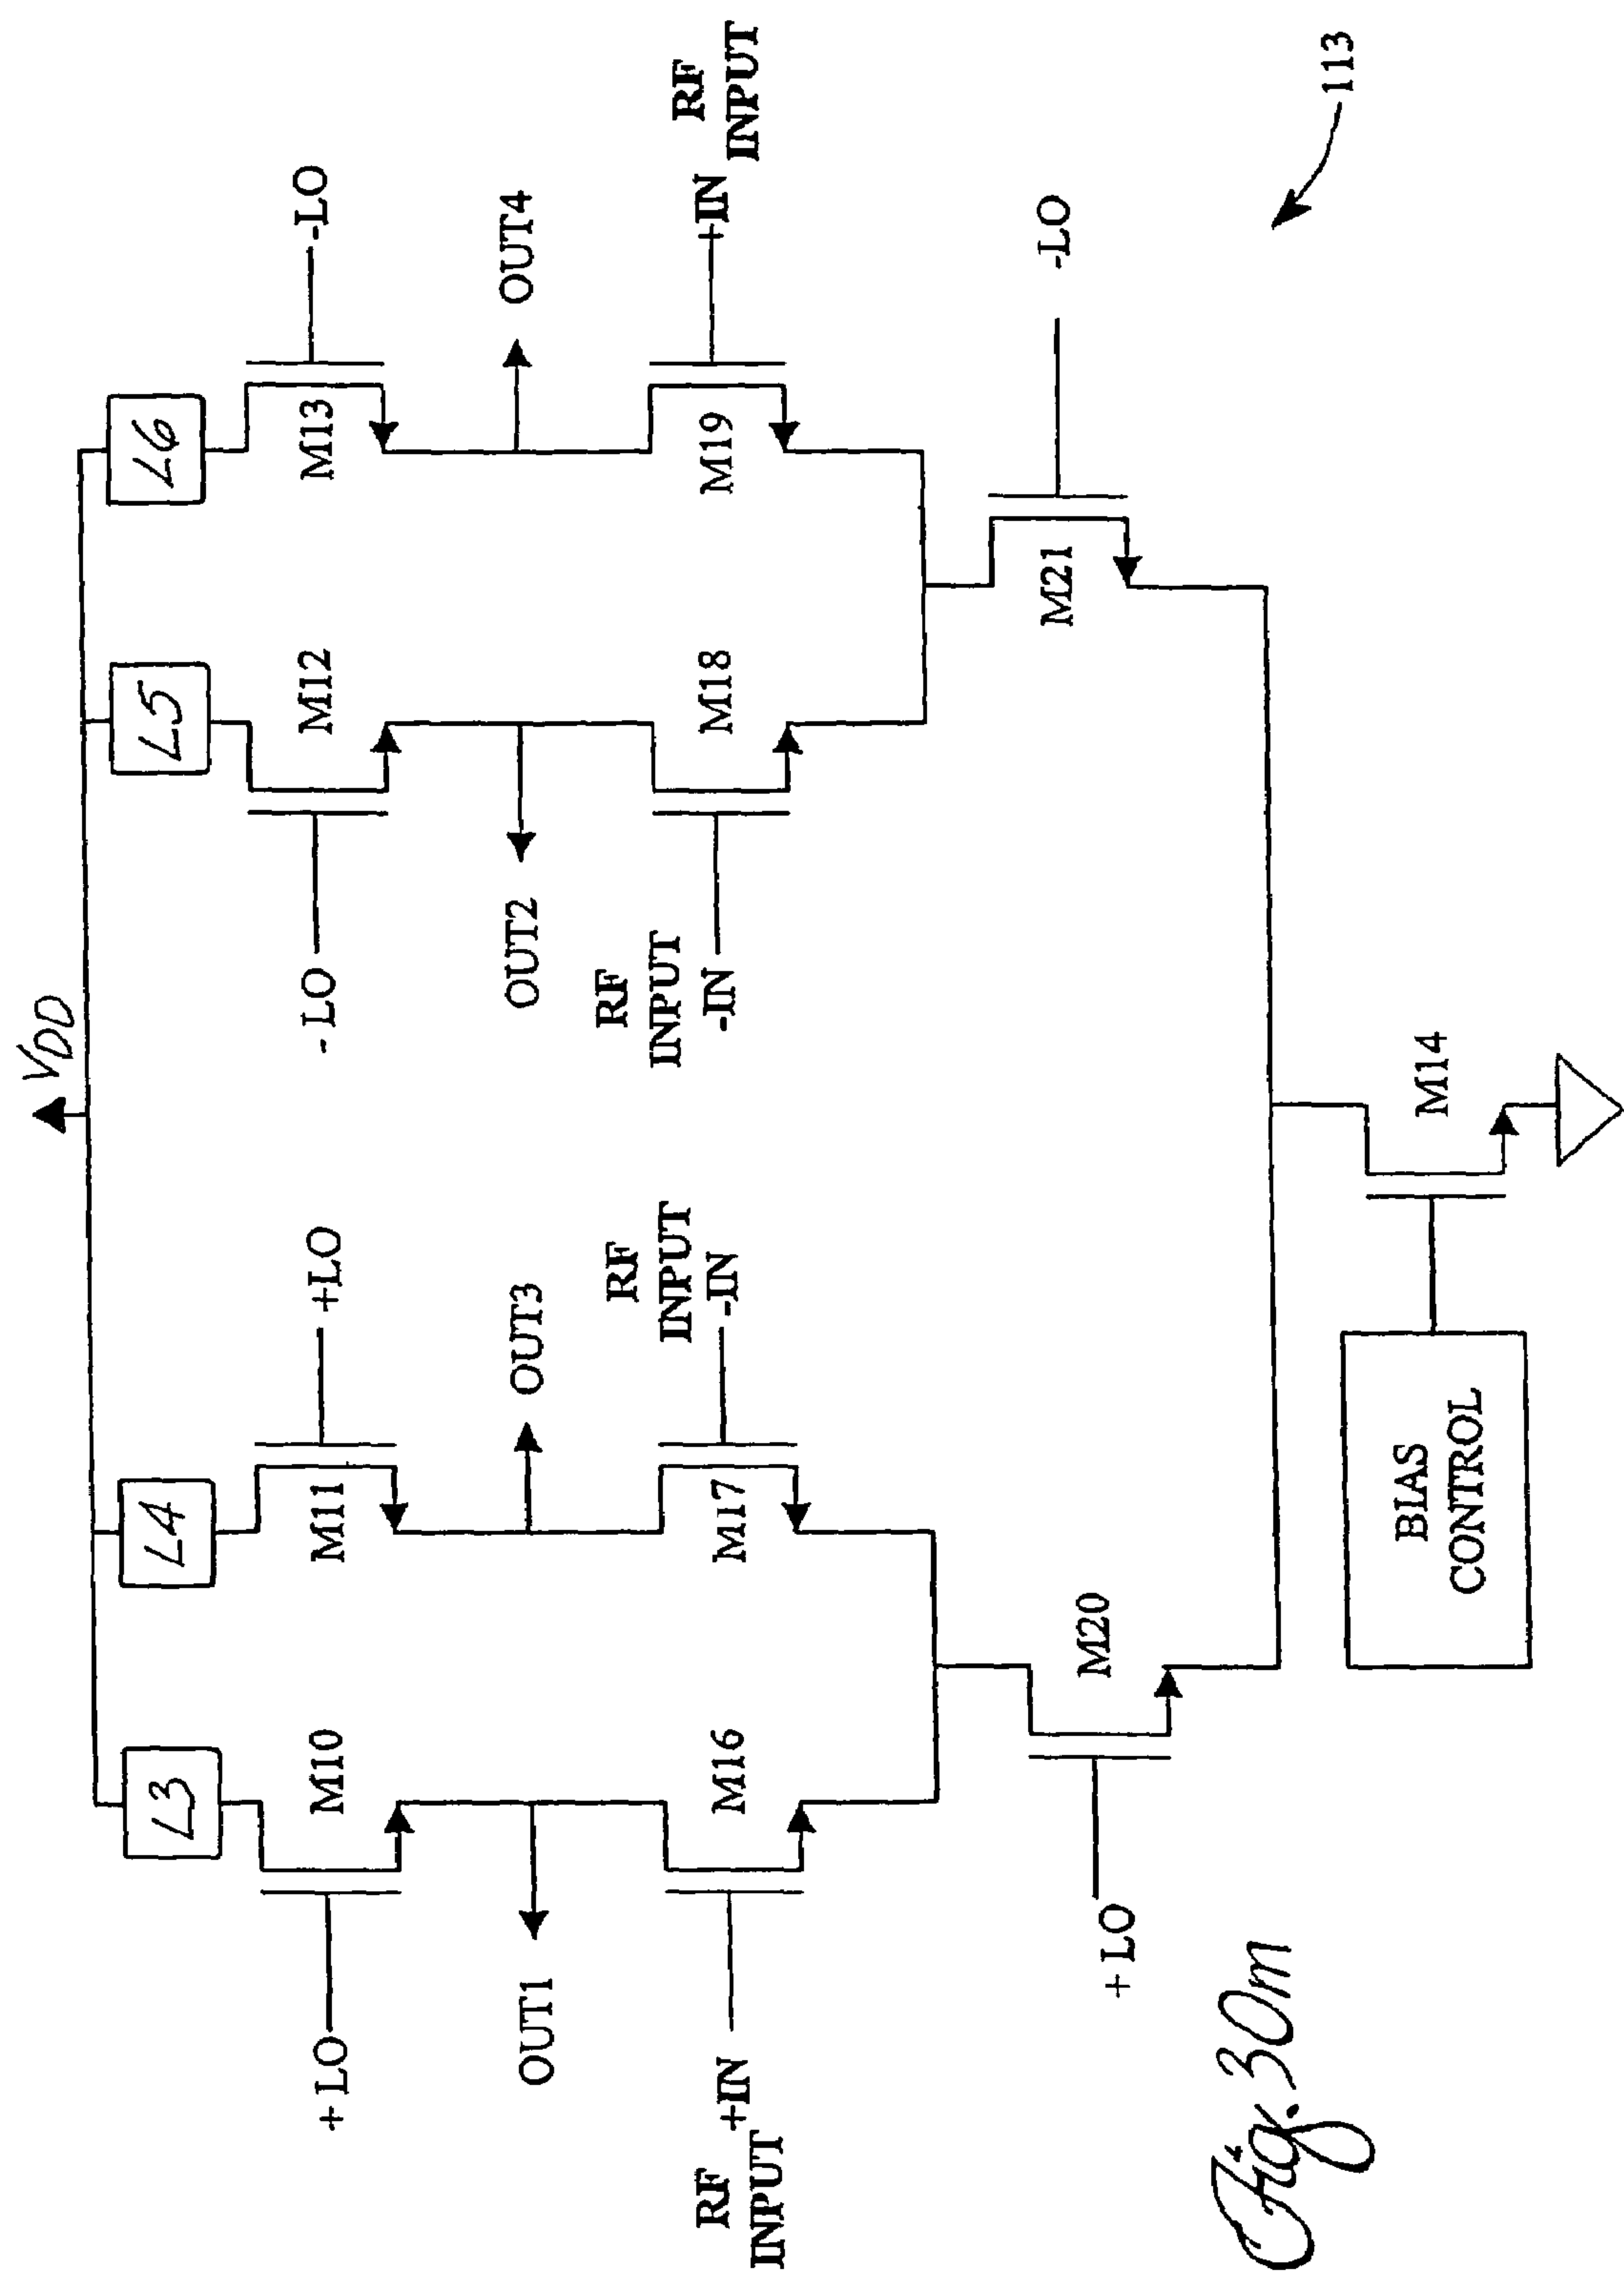 VDD
L3
L4
L5
L6
+ LO
M10
M11
+LO
- LO
M12
M13
-LO
OUT1
OUT3
OUT2
OUT4
RF
INPUT
+IN
M16
M17
RF
INPUT
-IN
RF
INPUT
-IN
M18
M19
RF
INPUT
+IN
+ LO
M20
M21
-LO
BIAS
CONTROL
M14
113
Fig. 30m